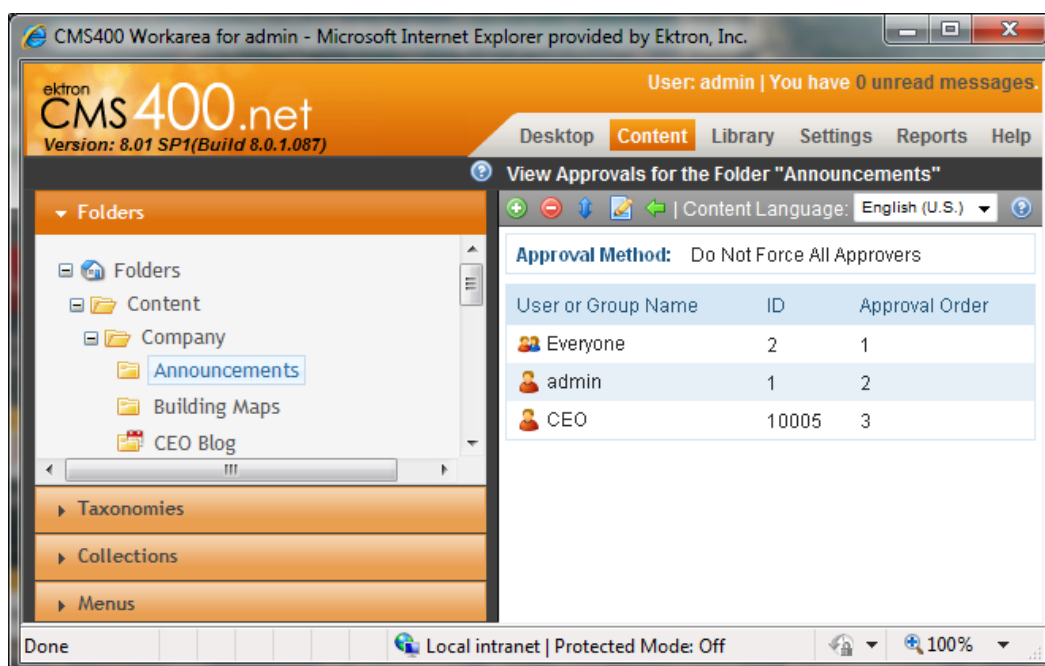 CMS400 Workarea for admin - Microsoft Internet Explorer provided by Ektron, Inc.
User: admin | You have 0 unread messages.
ektron
CMS400.net
Version: 8.01 SP1(Build 8.0.1.087)
Desktop Content Library Settings Reports Help
View Approvals for the Folder "Announcements"
Folders
| Content Language: English (U.S.)
Approval Method: Do Not Force All Approvers
Folders
Content
Company
Announcements
Building Maps
CEO Blog
User or Group Name ID Approval Order
Everyone 2 1
admin 1 2
CEO 10005 3
Taxonomies
Collections
Menus
Done
Local intranet | Protected Mode: Off
100%